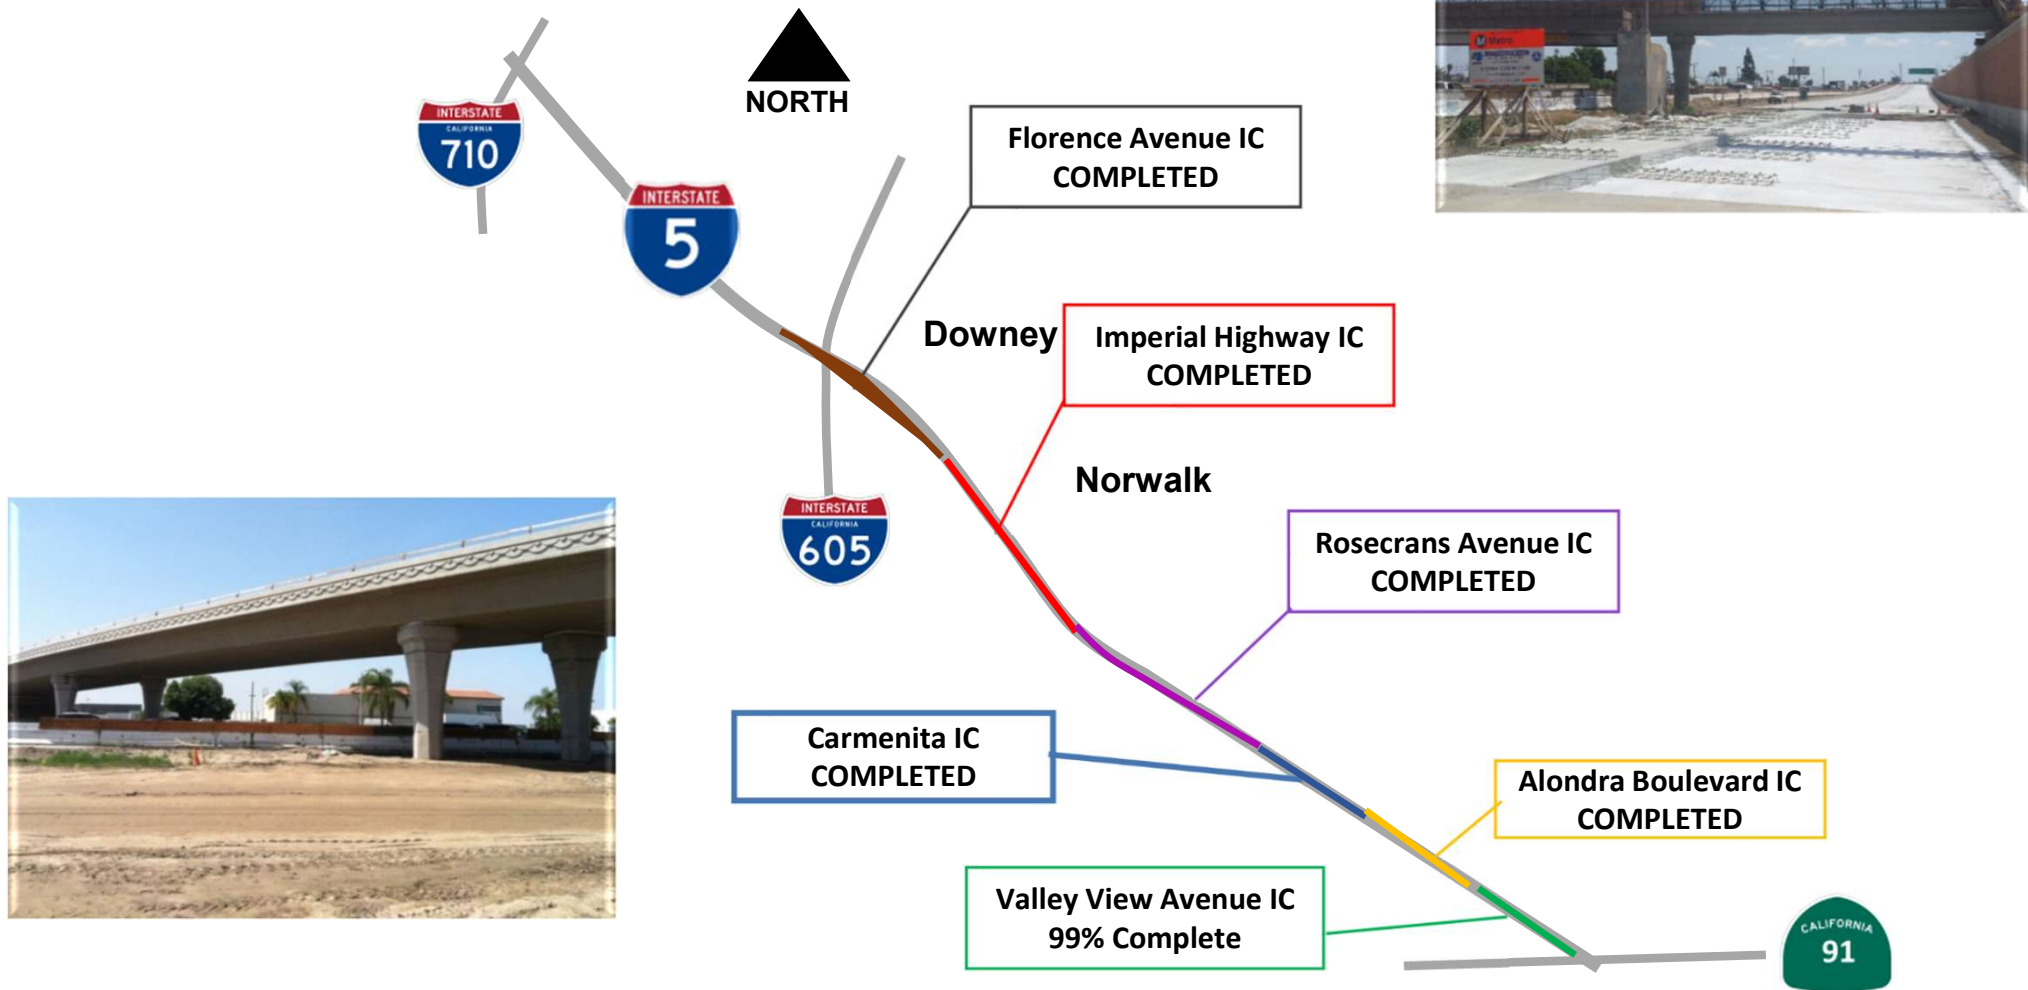 Metro
NORTH
INTERSTATE
CALIFORNIA
710
Florence Avenue IC
COMPLETED
INTERSTATE
5
Downey
Imperial Highway IC
COMPLETED
Norwalk
INTERSTATE
CALIFORNIA
605
Rosecrans Avenue IC
COMPLETED
Carmenita IC
COMPLETED
Alondra Boulevard IC
COMPLETED
Valley View Avenue IC
99% Complete
CALIFORNIA
91